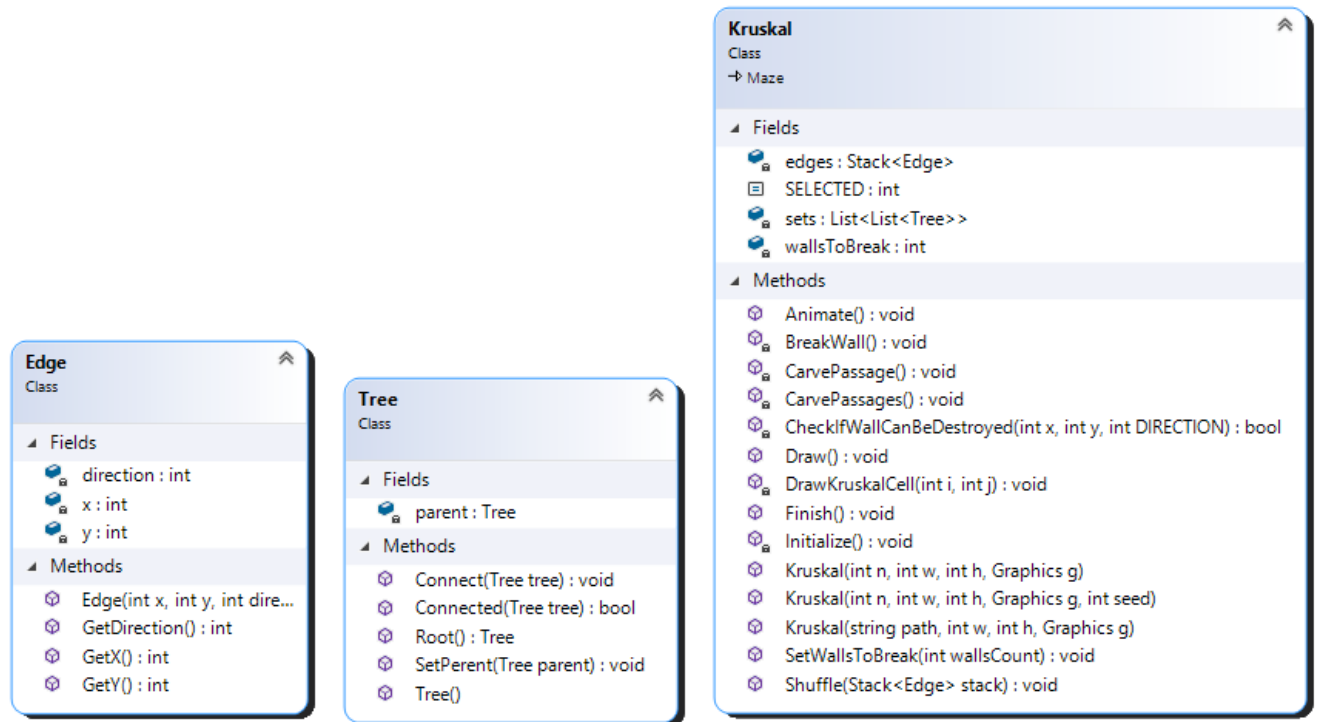 Edge
Class
Fields
direction : int
x : int
y : int
Methods
Edge(int x, int y, int dire...
GetDirection() : int
GetX() : int
GetY() : int
Tree
Class
Fields
parent : Tree
Methods
Connect(Tree tree) : void
Connected(Tree tree) : bool
Root() : Tree
SetPerent(Tree parent) : void
Tree()
Kruskal
Class
Maze
Fields
edges : Stack<Edge>
SELECTED : int
sets : List<List<Tree>>
wallsToBreak : int
Methods
Animate() : void
BreakWall() : void
CarvePassage() : void
CarvePassages() : void
CheckIfWallCanBeDestroyed(int x, int y, int DIRECTION) : bool
Draw() : void
DrawKruskalCell(int i, int j) : void
Finish() : void
Initialize() : void
Kruskal(int n, int w, int h, Graphics g)
Kruskal(int n, int w, int h, Graphics g, int seed)
Kruskal(string path, int w, int h, Graphics g)
SetWallsToBreak(int wallsCount) : void
Shuffle(Stack<Edge> stack) : void